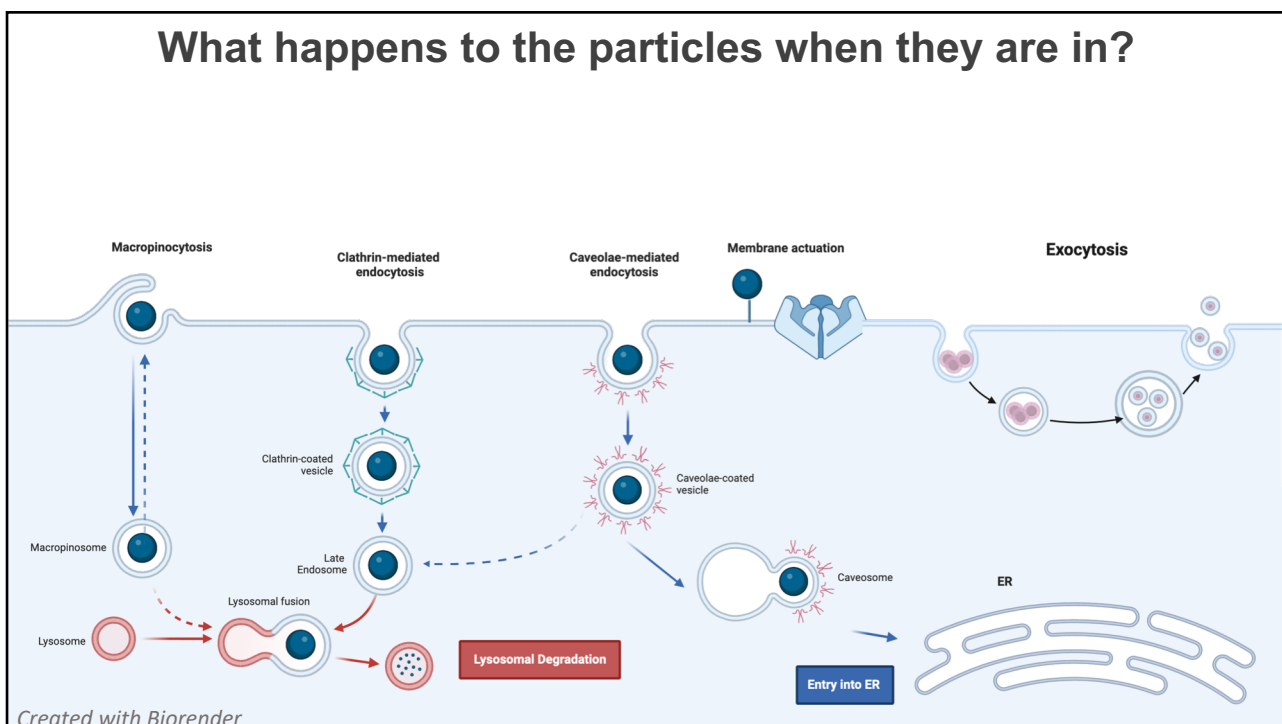 What happens to the particles when they are in?
Macropinocytosis
Clathrin-mediated
endocytosis
Caveolae-mediated
endocytosis
Membrane actuation
Exocytosis
Clathrin-coated
vesicle
Caveolae-coated
vesicle
Macropinosome
Late
Endosome
Caveosome
ER
Lysosomal fusion
Lysosome
Lysosomal Degradation
Entry into ER
Created with Biorender